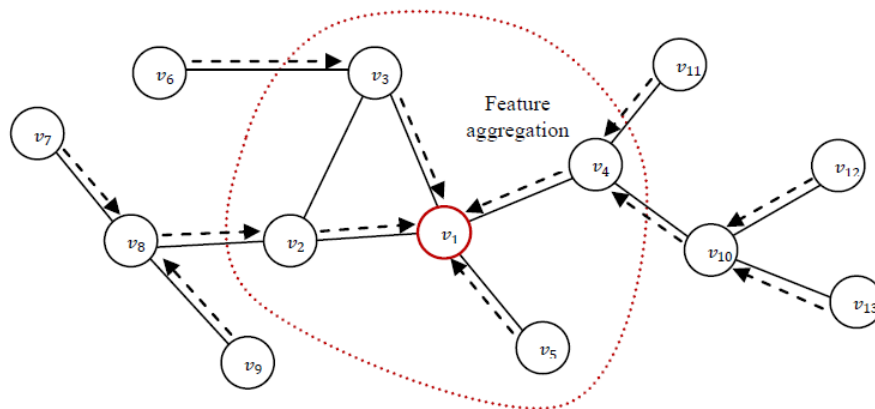 v₆
v₃
v₁₁
Feature
aggregation
v₇
v₄
v₁₂
v₈
v₂
v₁
v₁₀
v₁₃
v₅
v₉